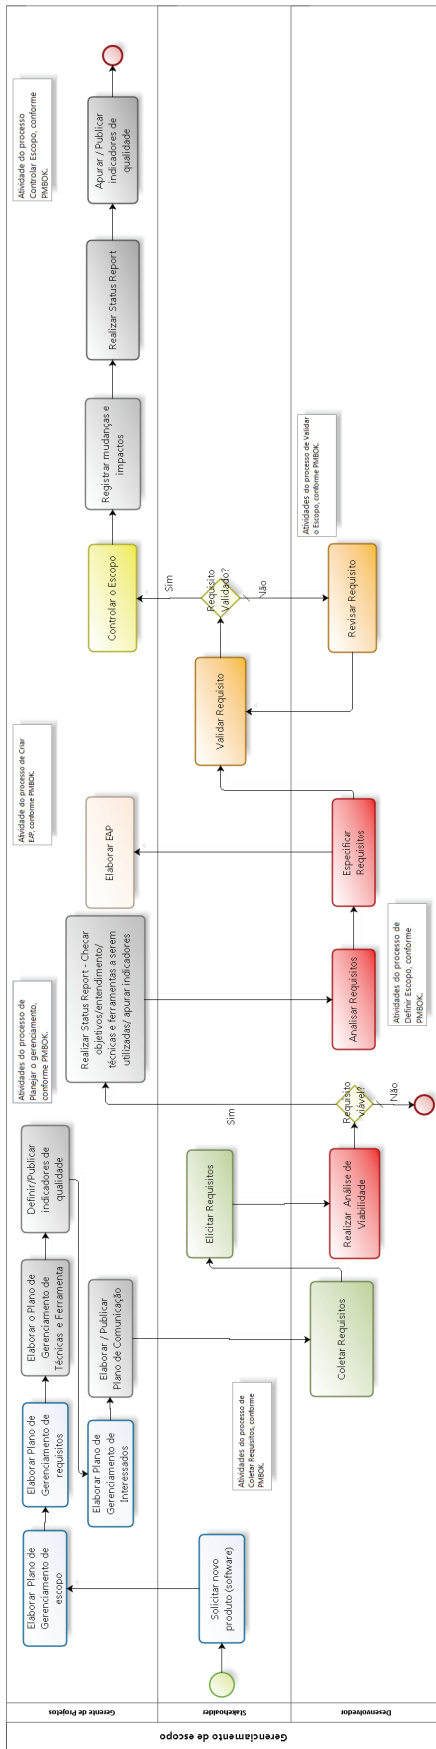 Gerenciamento de escopo
Gerente de Projetos
Stakehoalder
Desenvolvedor
Solicitar novo
produto (software)
Elaborar Plano de
Gerenciamento de
escopo
Elaborar Plano de
Gerenciamento de
requisitos
Elaborar o Plano de
Gerenciamento de
Técnicas e Ferramenta
Definir/Publicar
indicadores de
qualidade
Elaborar Plano de
Gerenciamento de
Interessados
Elaborar / Publicar
Plano de Comunicação
Atividades do processo de
Coletar Requisitos, conforme
PMBOK.
Coletar Requisitos
Elicitar Requisitos
Realizar Análise de
Viabilidade
Requisito
viável?
Sim
Não
Atividades do processo de
Planejar o gerenciamento,
conforme PMBOK.
Realizar Status Report - Checar
objetivos/entendimento/
técnicas e ferramentas a serem
utilizadas/ apurar indicadores
Analisar Requisitos
Especificar
Requisitos
Atividades do processo de
Definir Escopo, conforme
PMBOK.
Elaborar EAP
Atividade do processo de Criar
EAP, conforme PMBOK.
Validar Requisito
Requisito
Validado?
Sim
Não
Revisar Requisito
Atividades do processo de Validar
o Escopo, conforme PMBOK.
Controlar o Escopo
Registrar mudanças e
impactos
Realizar Status Report
Apurar / Publicar
indicadores de
qualidade
Atividade do processo
Controlar Escopo, conforme
PMBOK.